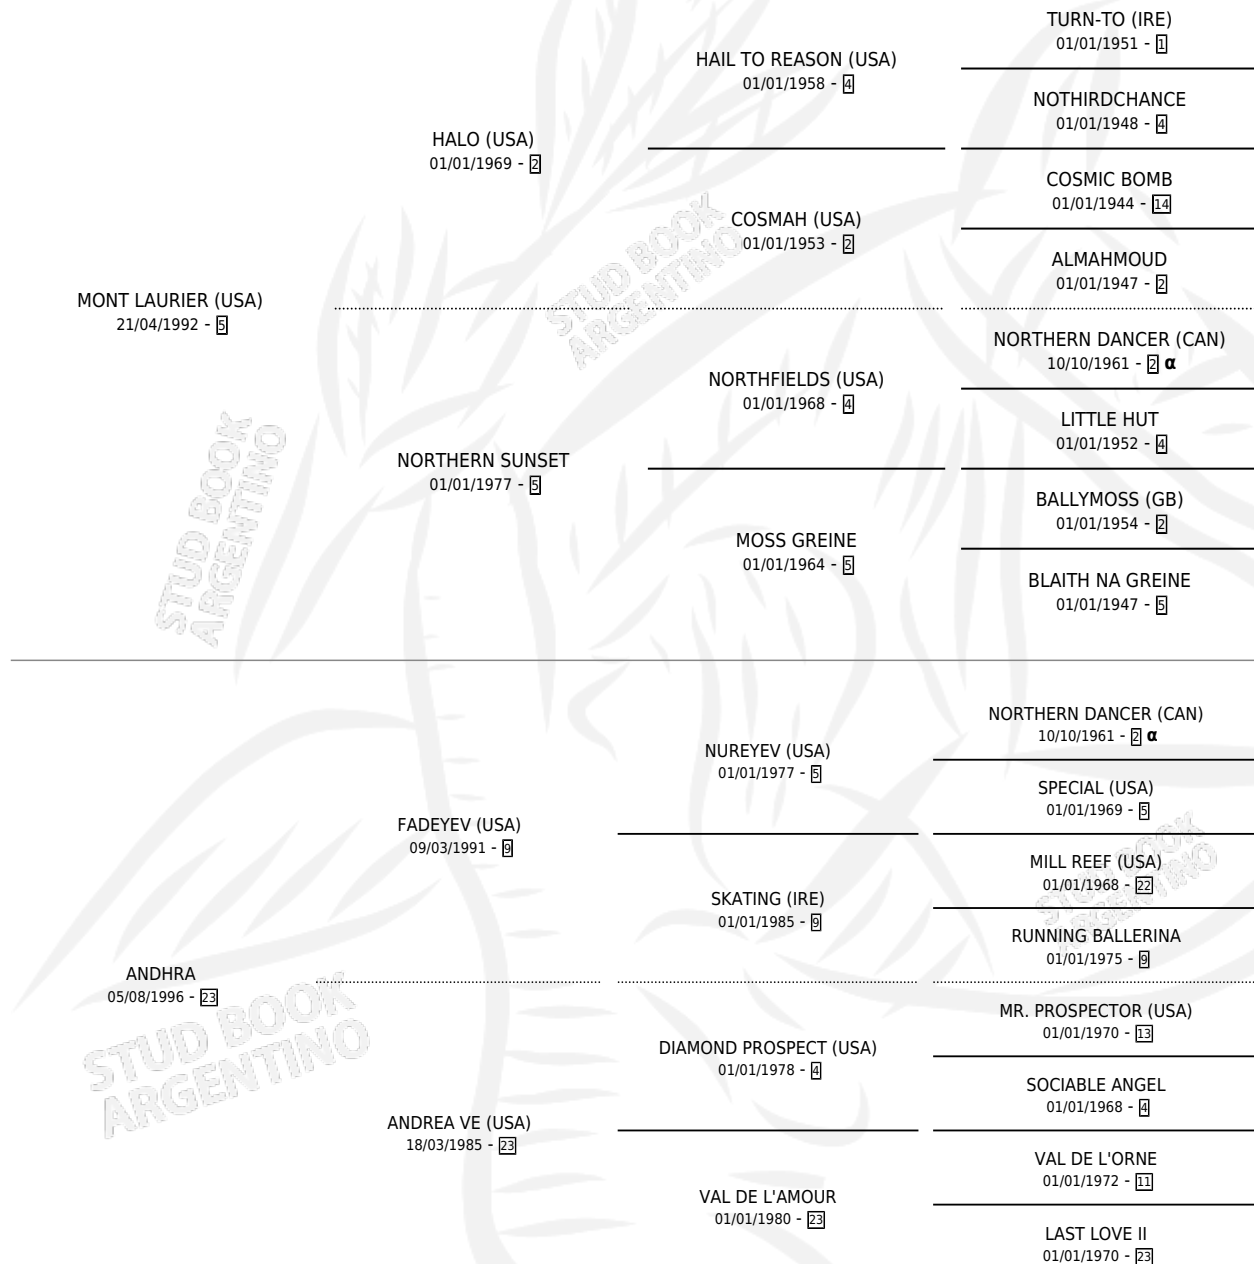 TURN-TO (IRE)
01/01/1951 - 1
HAIL TO REASON (USA)
01/01/1958 - 4
NOTHIRDCHANCE
01/01/1948 - 4
HALO (USA)
01/01/1969 - 2
COSMIC BOMB
01/01/1944 - 14
COSMAH (USA)
01/01/1953 - 2
ALMAHMOUD
01/01/1947 - 2
MONT LAURIER (USA)
21/04/1992 - 5
NORTHERN DANCER (CAN)
10/10/1961 - 2 α
NORTHFIELDS (USA)
01/01/1968 - 4
LITTLE HUT
01/01/1952 - 4
NORTHERN SUNSET
01/01/1977 - 5
BALLYMOSS (GB)
01/01/1954 - 2
MOSS GREINE
01/01/1964 - 5
BLAITH NA GREINE
01/01/1947 - 5
NORTHERN DANCER (CAN)
10/10/1961 - 2 α
NUREYEV (USA)
01/01/1977 - 5
SPECIAL (USA)
01/01/1969 - 5
FADEYEV (USA)
09/03/1991 - 9
MILL REEF (USA)
01/01/1968 - 22
SKATING (IRE)
01/01/1985 - 9
RUNNING BALLERINA
01/01/1975 - 9
ANDHRA
05/08/1996 - 23
MR. PROSPECTOR (USA)
01/01/1970 - 13
DIAMOND PROSPECT (USA)
01/01/1978 - 4
SOCIABLE ANGEL
01/01/1968 - 4
ANDREA VE (USA)
18/03/1985 - 23
VAL DE L'ORNE
01/01/1972 - 11
VAL DE L'AMOUR
01/01/1980 - 23
LAST LOVE II
01/01/1970 - 23
STUD BOOK
ARGENTINO
STUD BOOK
ARGENTINO
STUD BOOK
ARGENTINO
STUD BOOK
ARGENTINO